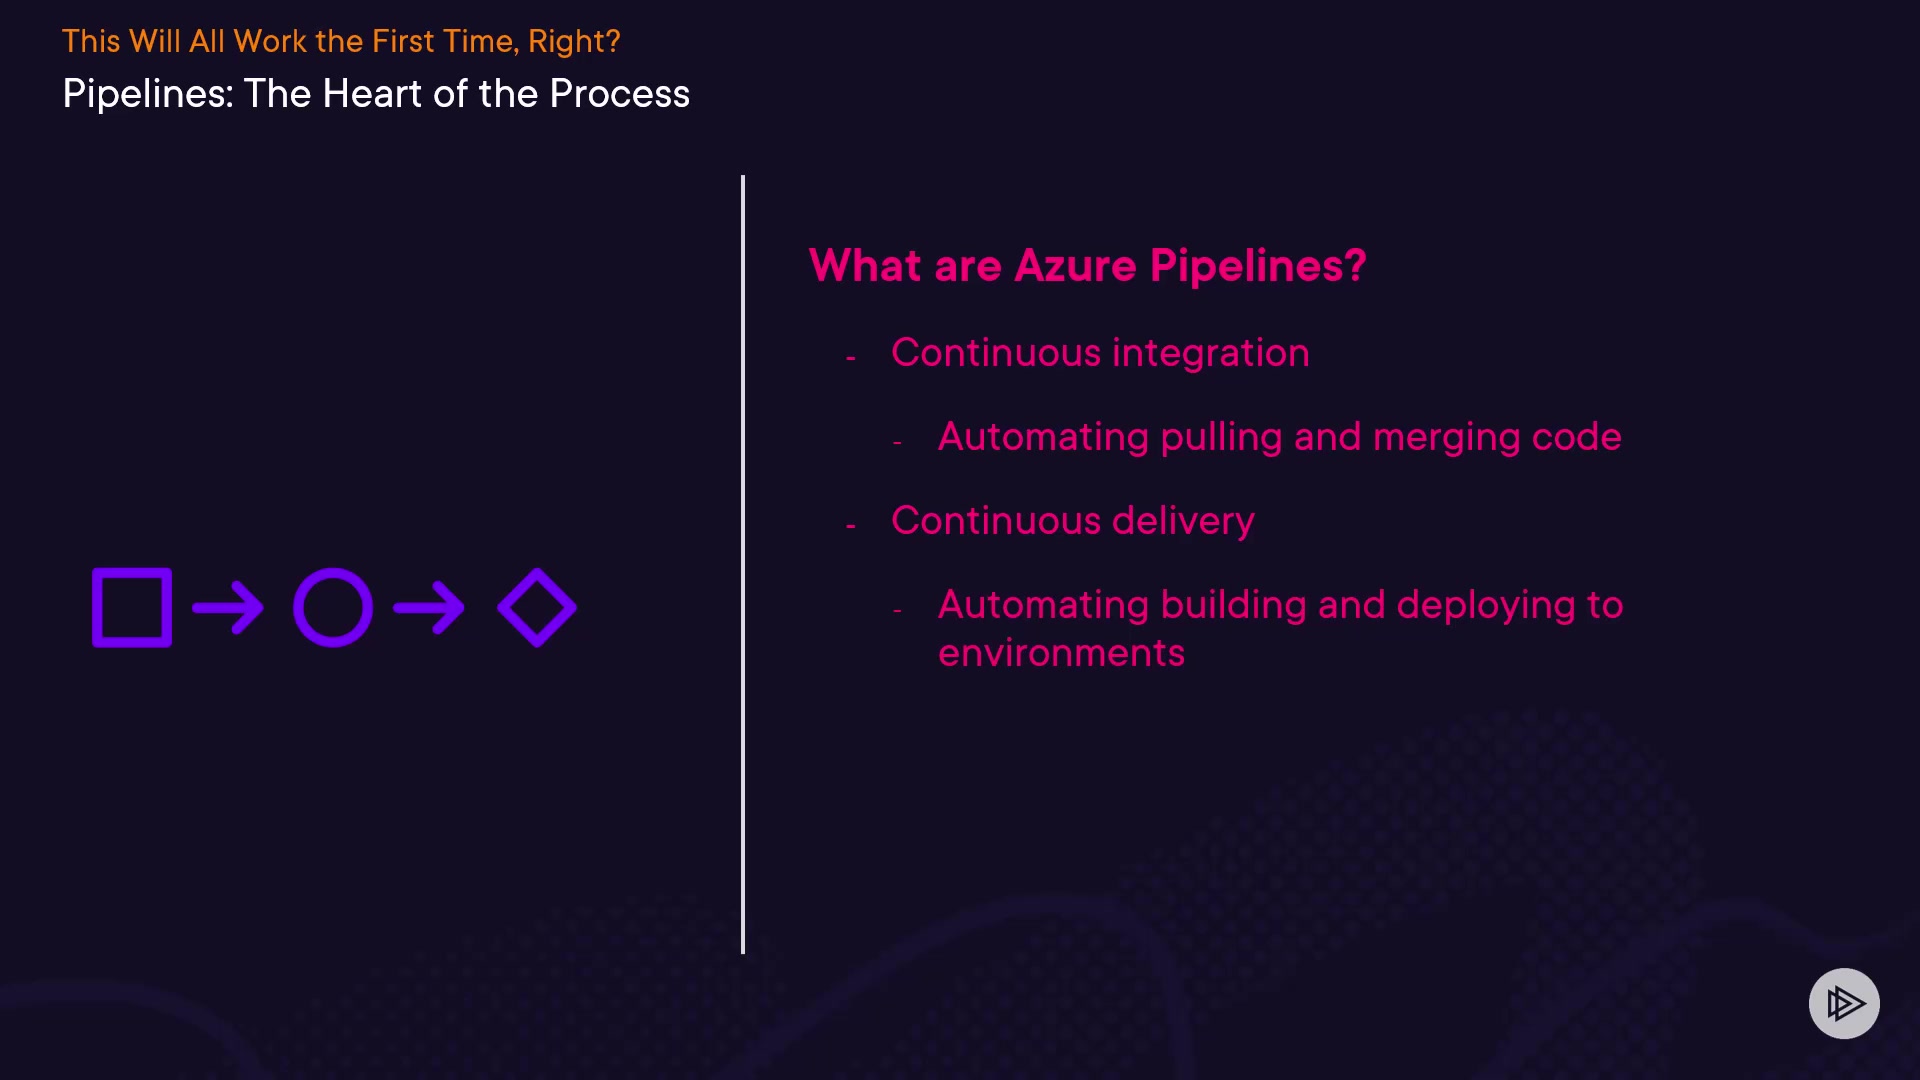 This Will All Work the First Time, Right?
Pipelines: The Heart of the Process
What are Azure Pipelines?
- Continuous integration
- Automating pulling and merging code
- Continuous delivery
- Automating building and deploying to
environments